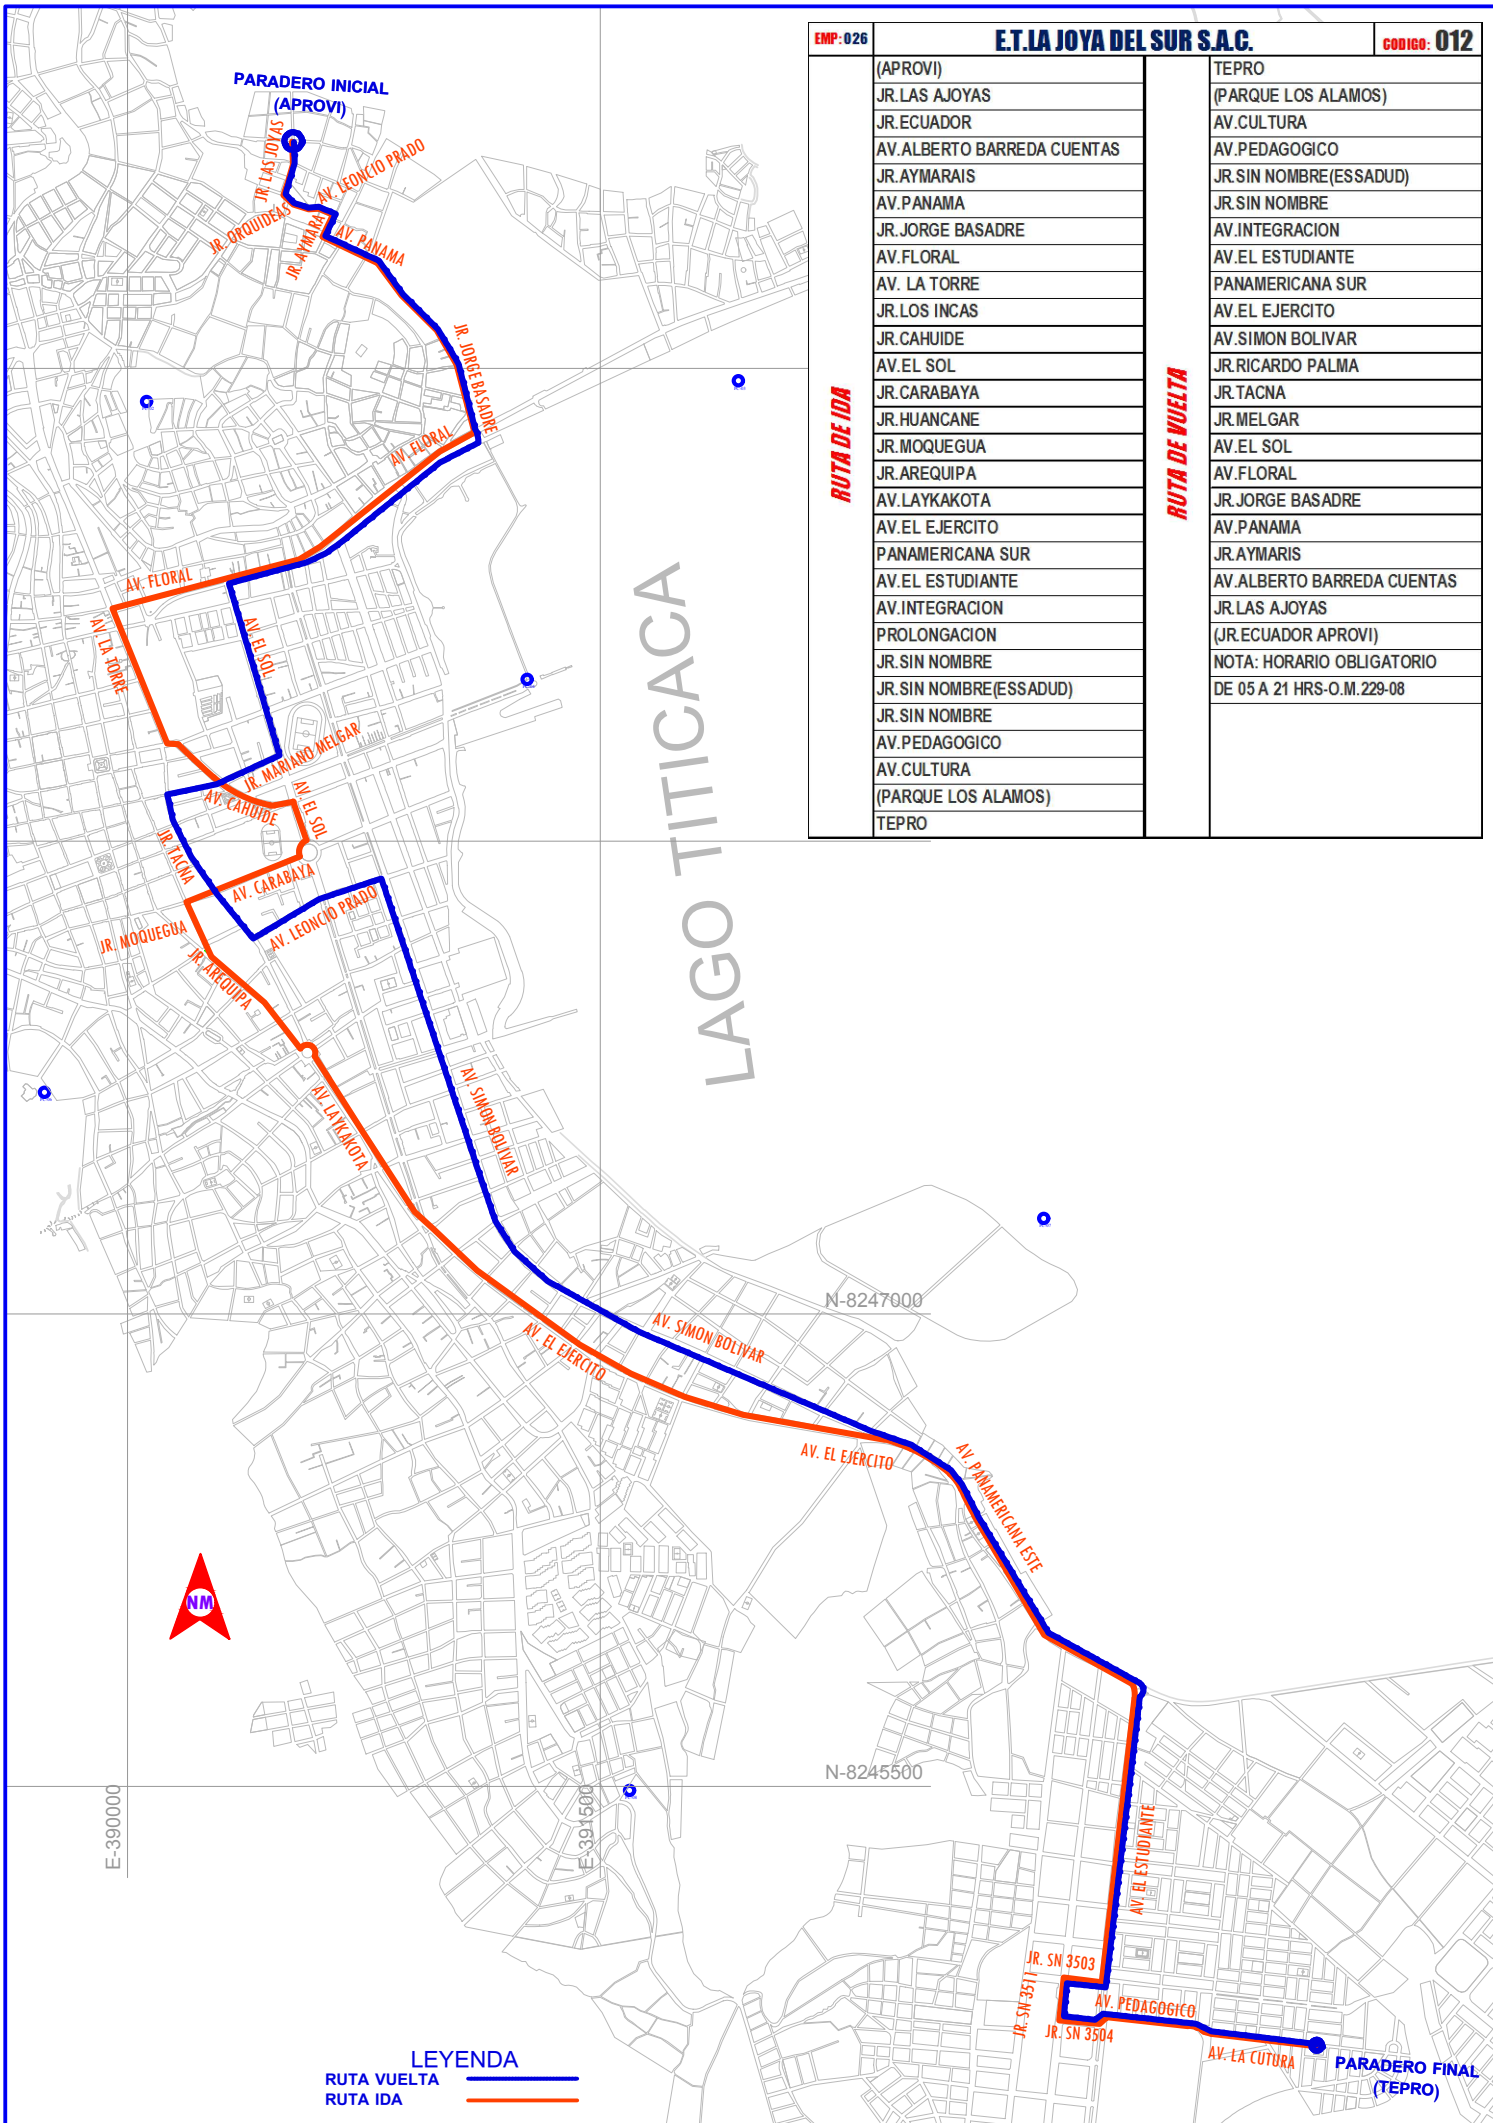 EMP: 026
E.T.LA JOYA DEL SUR S.A.C.
CODIGO: 012
RUTA DE IDA
(APROVI)
JR.LAS AJOYAS
JR.ECUADOR
AV.ALBERTO BARREDA CUENTAS
JR.AYMARAIS
AV.PANAMA
JR.JORGE BASADRE
AV.FLORAL
AV. LA TORRE
JR.LOS INCAS
JR.CAHUIDE
AV.EL SOL
JR.CARABAYA
JR.HUANCANE
JR.MOQUEGUA
JR.AREQUIPA
AV.LAYKAKOTA
AV.EL EJERCITO
PANAMERICANA SUR
AV.EL ESTUDIANTE
AV.INTEGRACION
PROLONGACION
JR.SIN NOMBRE
JR.SIN NOMBRE(ESSADUD)
JR.SIN NOMBRE
AV.PEDAGOGICO
AV.CULTURA
(PARQUE LOS ALAMOS)
TEPRO
RUTA DE VUELTA
TEPRO
(PARQUE LOS ALAMOS)
AV.CULTURA
AV.PEDAGOGICO
JR.SIN NOMBRE(ESSADUD)
JR.SIN NOMBRE
AV.INTEGRACION
AV.EL ESTUDIANTE
PANAMERICANA SUR
AV.EL EJERCITO
AV.SIMON BOLIVAR
JR.RICARDO PALMA
JR.TACNA
JR.MELGAR
AV.EL SOL
AV.FLORAL
JR.JORGE BASADRE
AV.PANAMA
JR.AYMARIS
AV.ALBERTO BARREDA CUENTAS
JR.LAS AJOYAS
(JR.ECUADOR APROVI)
NOTA: HORARIO OBLIGATORIO
DE 05 A 21 HRS-O.M.229-08
PARADERO INICIAL
(APROVI)
JR. LAS JOYAS
AV. LEONCIO PRADO
JR. ORQUIDEAS
JR. AYMARA
AV. PANAMA
JR. JORGE BASADRE
AV. FLORAL
AV. FLORAL
AV. LA TORRE
AV. EL SOL
JR. MARIANO MELGAR
AV. CAHUIDE
AV. EL SOL
JR. TACNA
AV. CARABAYA
JR. MOQUEGUA
AV. LEONCIO PRADO
JR. AREQUIPA
LAGO TITICACA
AV. LAYKAKOTA
AV. SIMON BOLIVAR
N-8247000
AV. SIMON BOLIVAR
AV. EL EJERCITO
AV. EL EJERCITO
AV. PANAMERICANA ESTE
NM
N-8245500
E-390000
E-391500
AV. EL ESTUDIANTE
JR. SN 3503
JR. SN 3511
AV. PEDAGOGICO
JR. SN 3504
AV. LA CUTURA
PARADERO FINAL
(TEPRO)
LEYENDA
RUTA VUELTA
RUTA IDA